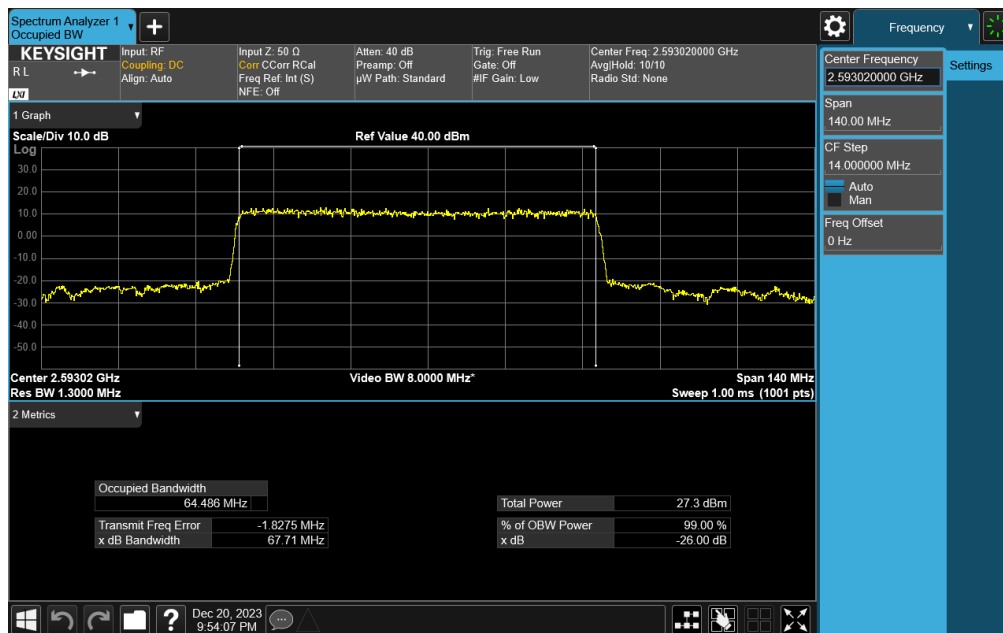 Spectrum Analyzer 1
Occupied BW
Frequency
KEYSIGHT
R L
LXI
Input: RF
Coupling: DC
Align: Auto
Input Z: 50 Ω
Corr CCorr RCal
Freq Ref: Int (S)
NFE: Off
Atten: 40 dB
Preamp: Off
µW Path: Standard
Trig: Free Run
Gate: Off
#IF Gain: Low
Center Freq: 2.593020000 GHz
Avg|Hold: 10/10
Radio Std: None
Center Frequency
2.593020000 GHz
Settings
Span
140.00 MHz
CF Step
14.000000 MHz
Auto
Man
Freq Offset
0 Hz
1 Graph
Scale/Div 10.0 dB
Ref Value 40.00 dBm
Log
30.0
20.0
10.0
0.00
-10.0
-20.0
-30.0
-40.0
-50.0
Center 2.59302 GHz
Video BW 8.0000 MHz*
Span 140 MHz
Res BW 1.3000 MHz
Sweep 1.00 ms (1001 pts)
2 Metrics
Occupied Bandwidth
64.486 MHz
Total Power 27.3 dBm
Transmit Freq Error -1.8275 MHz
% of OBW Power 99.00 %
x dB Bandwidth 67.71 MHz
x dB -26.00 dB
Dec 20, 2023
9:54:07 PM